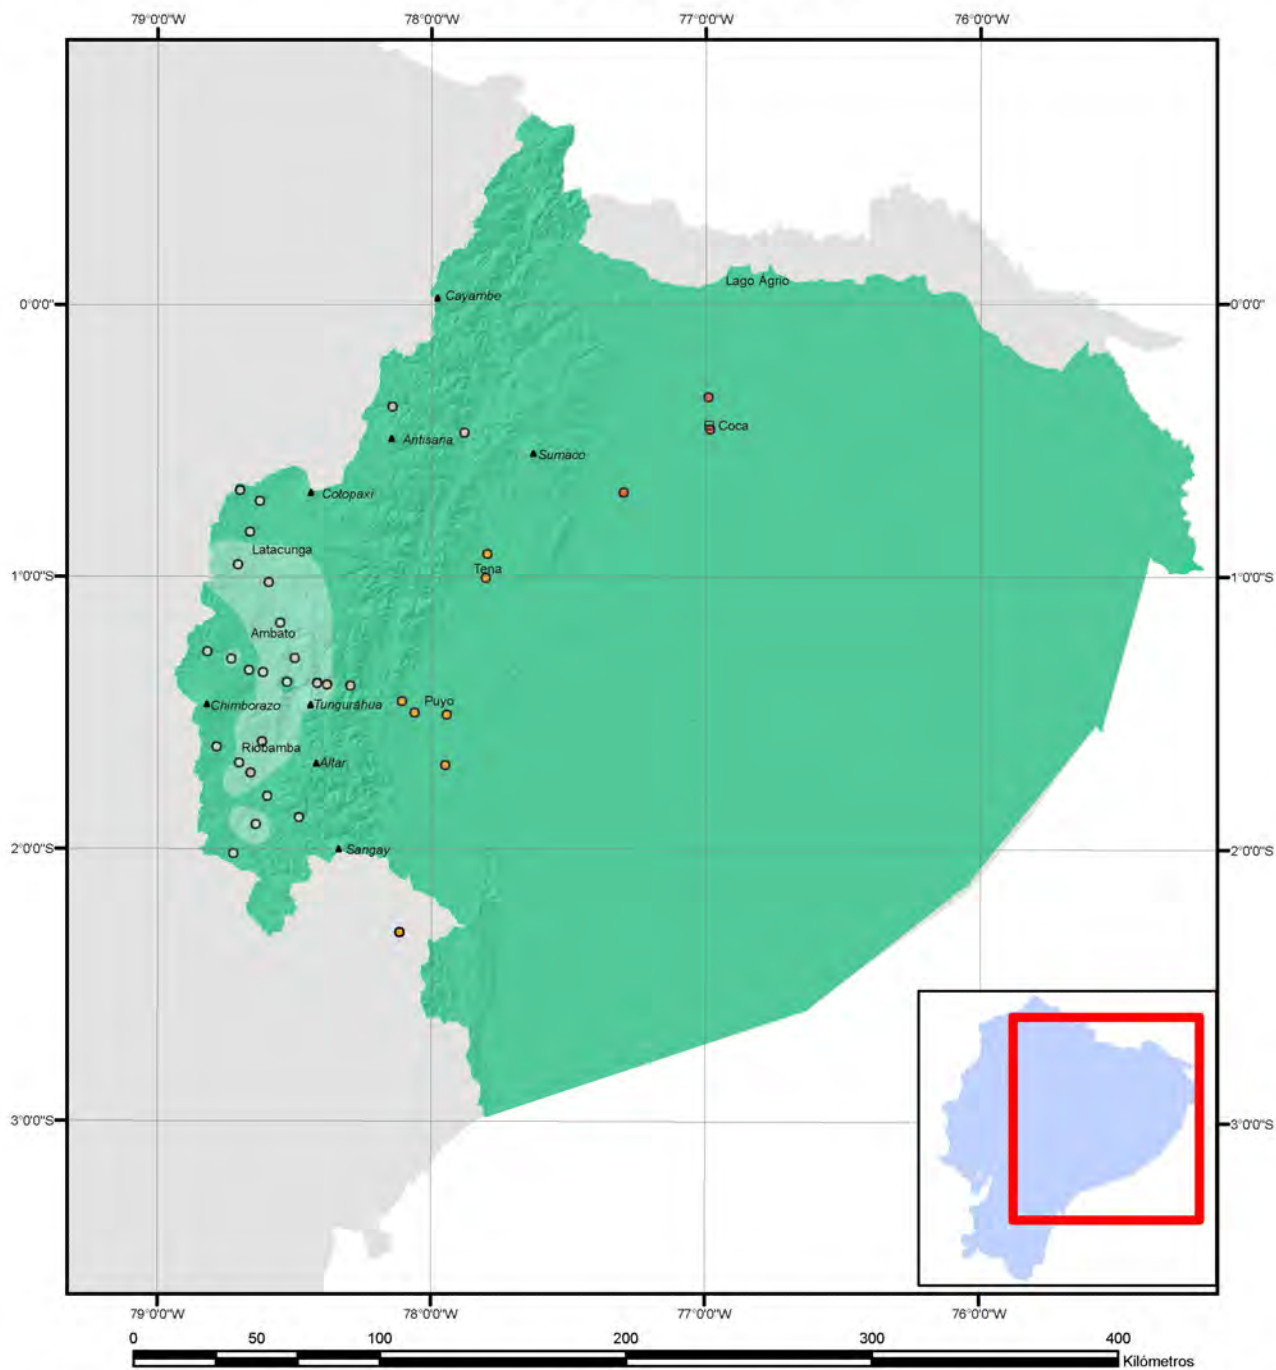 79°0'0"W
78°0'0"W
77°0'0"W
76°0'0"W
Lago Agrio
Cayambe
0°0'0"
0°0'0"
Coca
Antisana
Sumaco
Cotopaxi
Latacunga
Tena
1°0'0"S
1°0'0"S
Ambato
Puyo
Chimborazo
Tungurahua
Riobamba
Altar
2°0'0"S
Sangay
2°0'0"S
3°0'0"S
3°0'0"S
79°0'0"W
78°0'0"W
77°0'0"W
76°0'0"W
0
50
100
200
300
400
Kilómetros